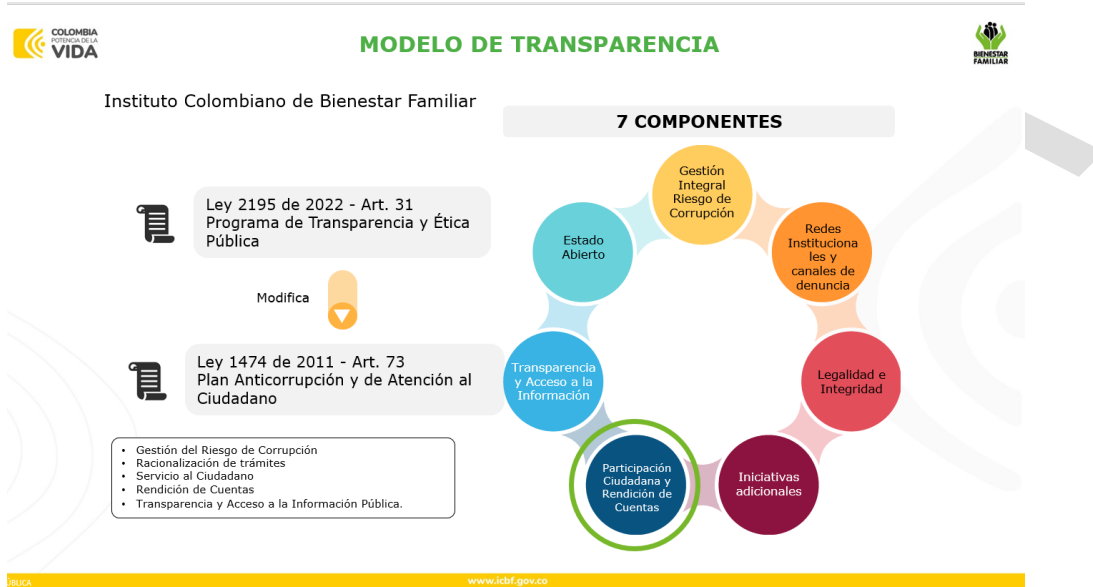 COLOMBIA
POTENCIA DE LA
VIDA
MODELO DE TRANSPARENCIA
BIENESTAR
FAMILIAR
Instituto Colombiano de Bienestar Familiar
7 COMPONENTES
Ley 2195 de 2022 - Art. 31
Programa de Transparencia y Ética
Pública
Modifica
Ley 1474 de 2011 - Art. 73
Plan Anticorrupción y de Atención al
Ciudadano
• Gestión del Riesgo de Corrupción
• Racionalización de trámites
• Servicio al Ciudadano
• Rendición de Cuentas
• Transparencia y Acceso a la Información Pública.
Gestión
Integral
Riesgo de
Corrupción
Redes
Instituciona
les y
canales de
denuncia
Legalidad e
Integridad
Iniciativas
adicionales
Participación
Ciudadana y
Rendición de
Cuentas
Transparencia
y Acceso a la
Información
Estado
Abierto
www.icbf.gov.co